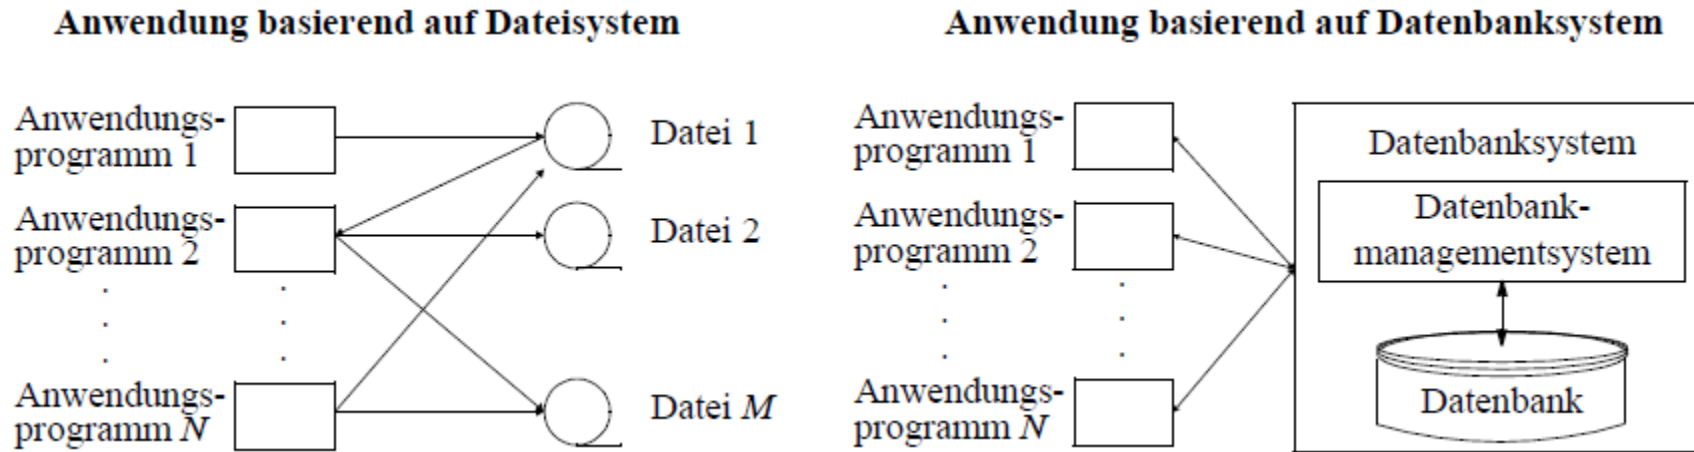 Anwendung basierend auf Dateisystem
Anwendungs-
programm 1
Datei 1
Anwendungs-
programm 2
Datei 2
Anwendungs-
programm N
Datei M
Anwendung basierend auf Datenbanksystem
Anwendungs-
programm 1
Anwendungs-
programm 2
Anwendungs-
programm N
Datenbanksystem
Datenbank-
managementsystem
Datenbank